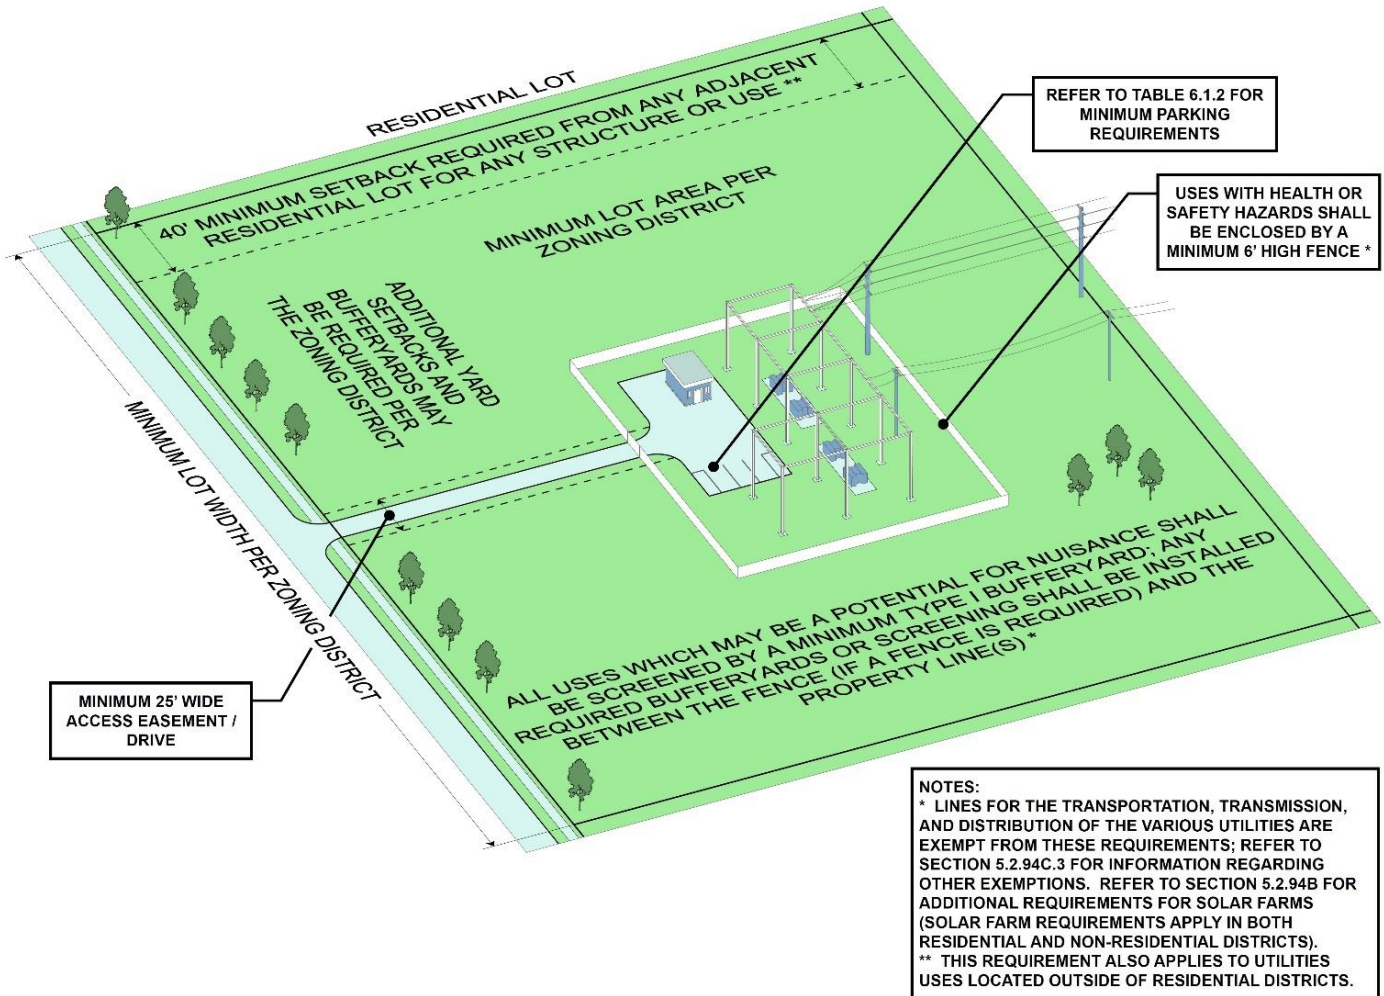 RESIDENTIAL LOT
40' MINIMUM SETBACK REQUIRED FROM ANY ADJACENT
RESIDENTIAL LOT FOR ANY STRUCTURE OR USE **
MINIMUM LOT AREA PER
ZONING DISTRICT
REFER TO TABLE 6.1.2 FOR
MINIMUM PARKING
REQUIREMENTS
USES WITH HEALTH OR
SAFETY HAZARDS SHALL
BE ENCLOSED BY A
MINIMUM 6' HIGH FENCE *
ADDITIONAL YARD
SETBACKS AND
BUFFERYARDS MAY
BE REQUIRED PER
THE ZONING DISTRICT
MINIMUM LOT WIDTH PER ZONING DISTRICT
MINIMUM 25' WIDE
ACCESS EASEMENT /
DRIVE
ALL USES WHICH MAY BE A POTENTIAL FOR NUISANCE SHALL
BE SCREENED BY A MINIMUM TYPE I BUFFERYARD; ANY
REQUIRED BUFFERYARDS OR SCREENING SHALL BE INSTALLED
BETWEEN THE FENCE (IF A FENCE IS REQUIRED) AND THE
PROPERTY LINE(S) *
NOTES:
* LINES FOR THE TRANSPORTATION, TRANSMISSION,
AND DISTRIBUTION OF THE VARIOUS UTILITIES ARE
EXEMPT FROM THESE REQUIREMENTS; REFER TO
SECTION 5.2.94C.3 FOR INFORMATION REGARDING
OTHER EXEMPTIONS. REFER TO SECTION 5.2.94B FOR
ADDITIONAL REQUIREMENTS FOR SOLAR FARMS
(SOLAR FARM REQUIREMENTS APPLY IN BOTH
RESIDENTIAL AND NON-RESIDENTIAL DISTRICTS).
** THIS REQUIREMENT ALSO APPLIES TO UTILITIES
USES LOCATED OUTSIDE OF RESIDENTIAL DISTRICTS.